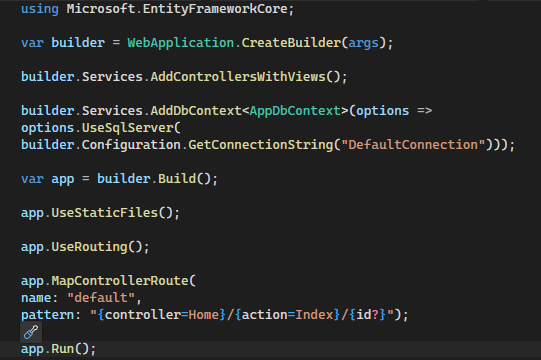 using Microsoft.EntityFrameworkCore;
var builder = WebApplication.CreateBuilder(args);
builder.Services.AddControllersWithViews();
builder.Services.AddDbContext<AppDbContext>(options =>
options.UseSqlServer(
builder.Configuration.GetConnectionString("DefaultConnection")));
var app = builder.Build();
app.UseStaticFiles();
app.UseRouting();
app.MapControllerRoute(
name: "default",
pattern: "{controller=Home}/{action=Index}/{id?}");
app.Run();